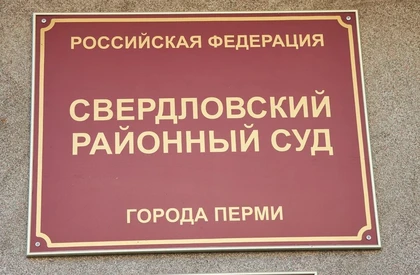 РОССИЙСКАЯ ФЕДЕРАЦИЯ
СВЕРДЛОВСКИЙ
РАЙОННЫЙ СУД
ГОРОДА ПЕРМИ